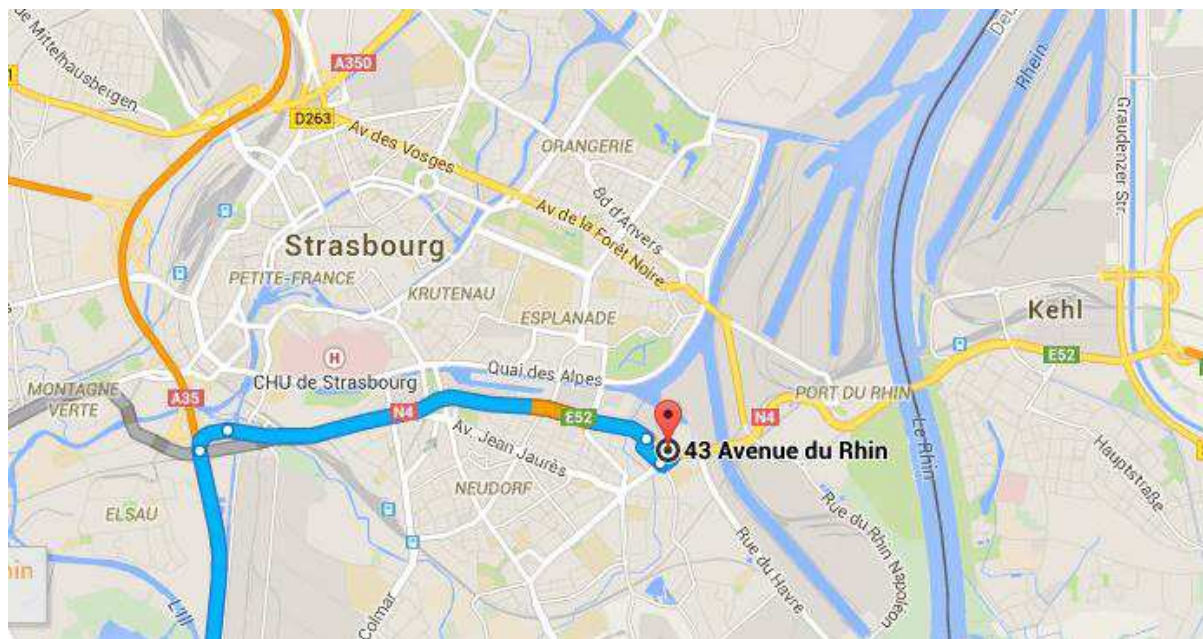 de Mittelhausbergen
A350
D263
Av des Vosges
ORANGERIE
Bd d'Anvers
Av de la Forêt Noire
Rhein
Graudenzer Str.
Strasbourg
PETITE-FRANCE
KRUTENAU
ESPLANADE
Kehl
E52
H
CHU de Strasbourg
Quai des Alpes
MONTAGNE
VERTE
A35
N4
E52
PORT DU RHIN
N4
Le Rhin
Av. Jean Jaurès
43 Avenue du Rhin
NEUDORF
Hauptstraße
ELSAU
Rue du Havre
Rue du Rhin Napoléon
L'Ill
Colmar